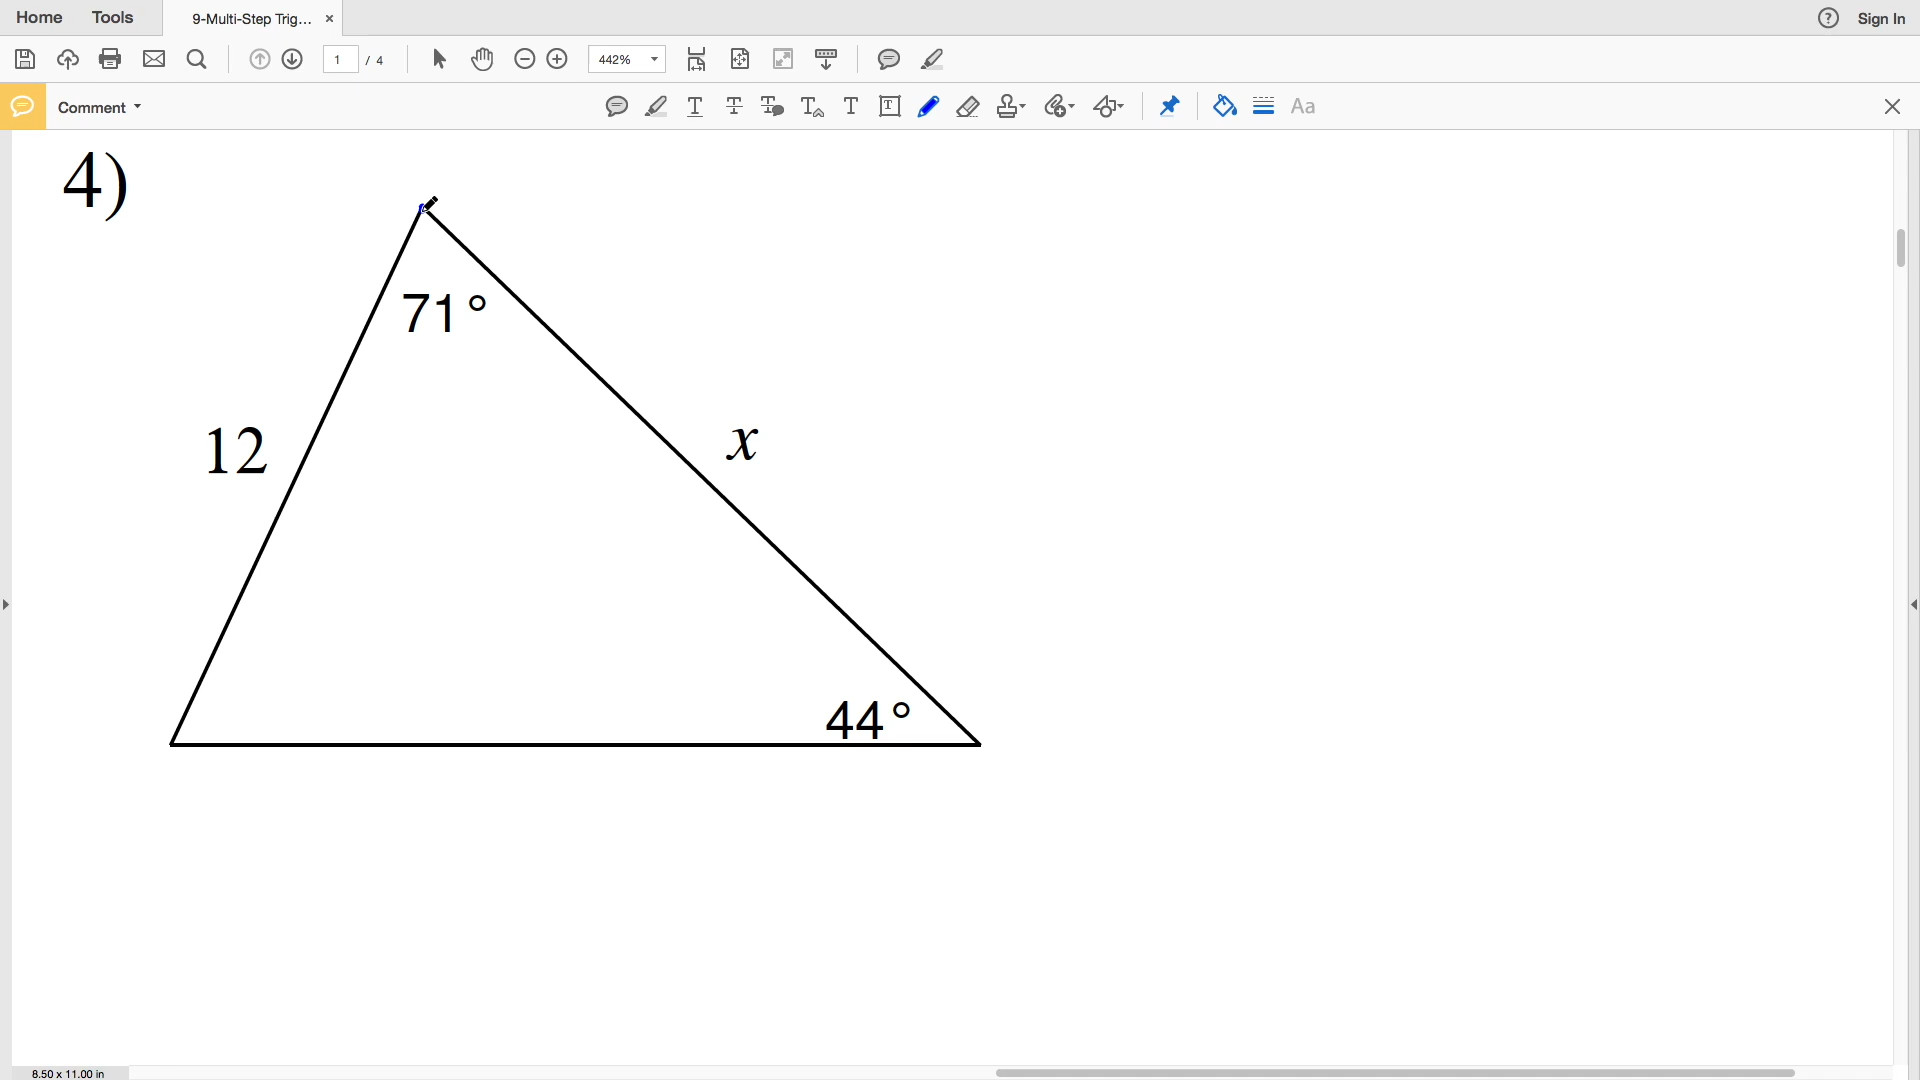 Home Tools 9-Multi-Step Trig... × ? Sign In
1 / 4 442%
Comment T T T T T T Aa
4)
71°
12 x
44°
8.50 x 11.00 in